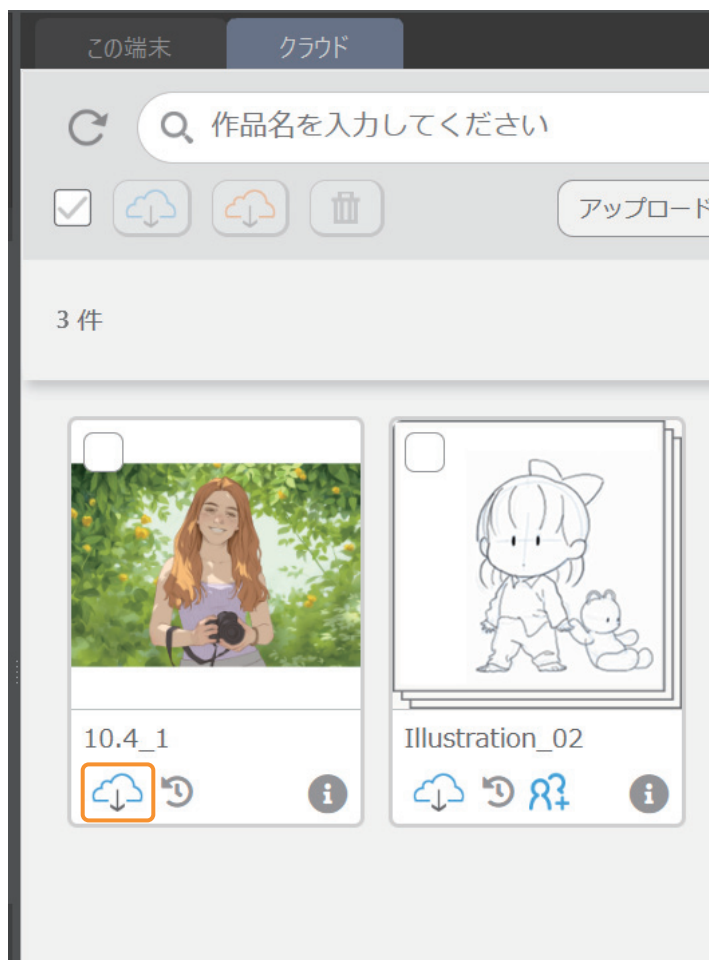 この端末
クラウド
作品名を入力してください
アップロード
3 件
10.4_1
Illustration_02